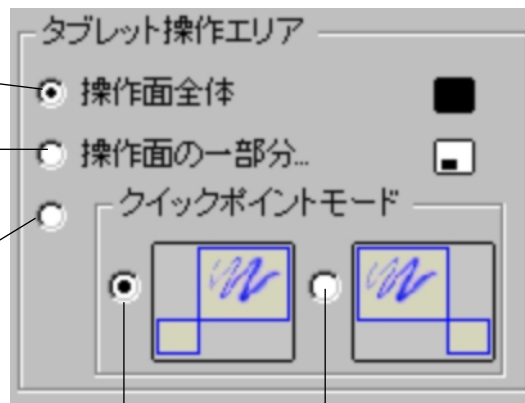 タブレット操作エリア
操作面全体
操作面の一部分...
クイックポイントモード